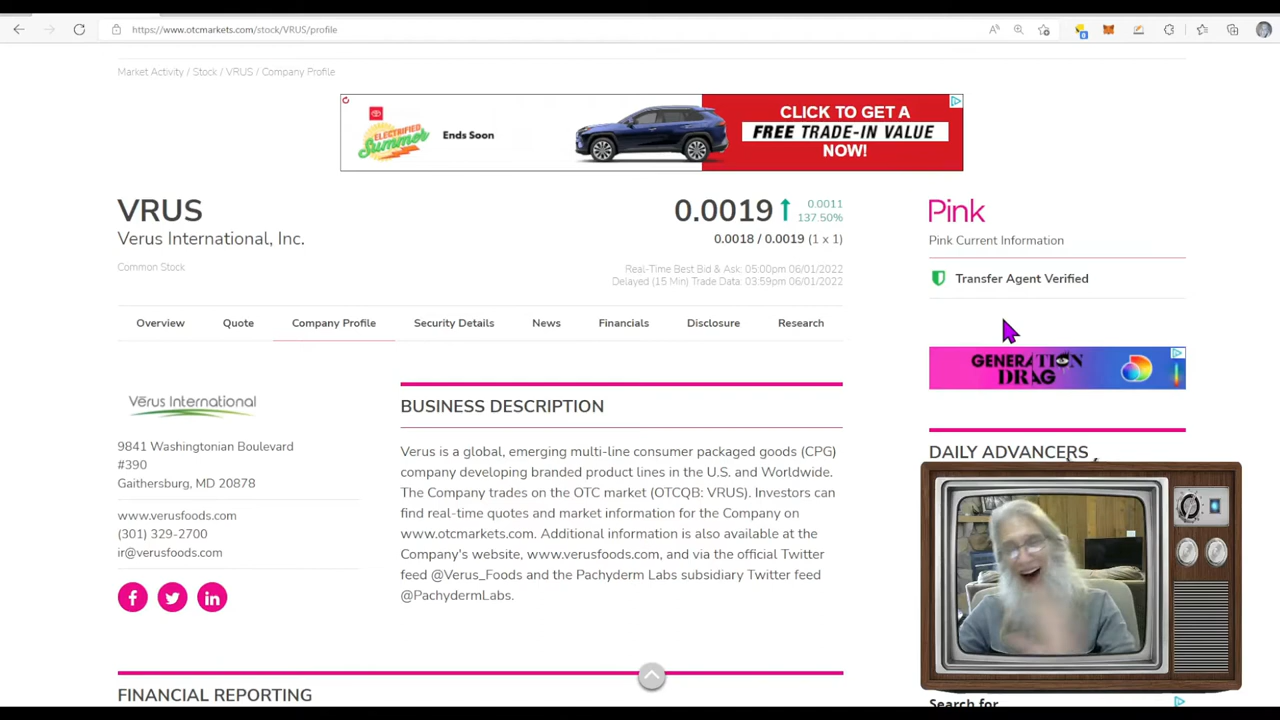 https://www.otcmarkets.com/stock/VRUS/profile
Market Activity / Stock / VRUS / Company Profile
ELECTRIFIED
Summer
Ends Soon
CLICK TO GET A
FREE TRADE-IN VALUE
NOW!
VRUS
Verus International, Inc.
Common Stock
0.0019
0.0011
137.50%
0.0018 / 0.0019 (1 x 1)
Real-Time Best Bid & Ask: 05:00pm 06/01/2022
Delayed (15 Min) Trade Data: 03:59pm 06/01/2022
Pink
Pink Current Information
Transfer Agent Verified
Overview Quote Company Profile Security Details News Financials Disclosure Research
GENERATION
DRAG
Vērus International
9841 Washingtonian Boulevard
#390
Gaithersburg, MD 20878
www.verusfoods.com
(301) 329-2700
ir@verusfoods.com
BUSINESS DESCRIPTION
Verus is a global, emerging multi-line consumer packaged goods (CPG)
company developing branded product lines in the U.S. and Worldwide.
The Company trades on the OTC market (OTCQB: VRUS). Investors can
find real-time quotes and market information for the Company on
www.otcmarkets.com. Additional information is also available at the
Company's website, www.verusfoods.com, and via the official Twitter
feed @Verus_Foods and the Pachyderm Labs subsidiary Twitter feed
@PachydermLabs.
DAILY ADVANCERS
FINANCIAL REPORTING
Search for